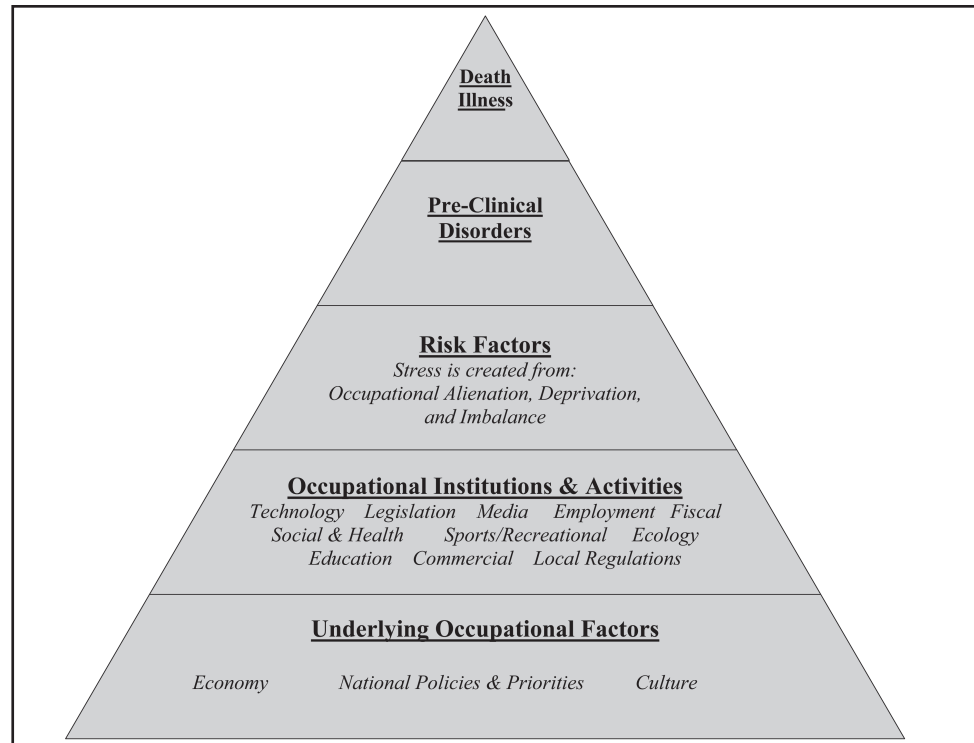 Death
Illness
Pre-Clinical
Disorders
Risk Factors
Stress is created from:
Occupational Alienation, Deprivation,
and Imbalance
Occupational Institutions & Activities
Technology Legislation Media Employment Fiscal
Social & Health Sports/Recreational Ecology
Education Commercial Local Regulations
Underlying Occupational Factors
Economy National Policies & Priorities Culture